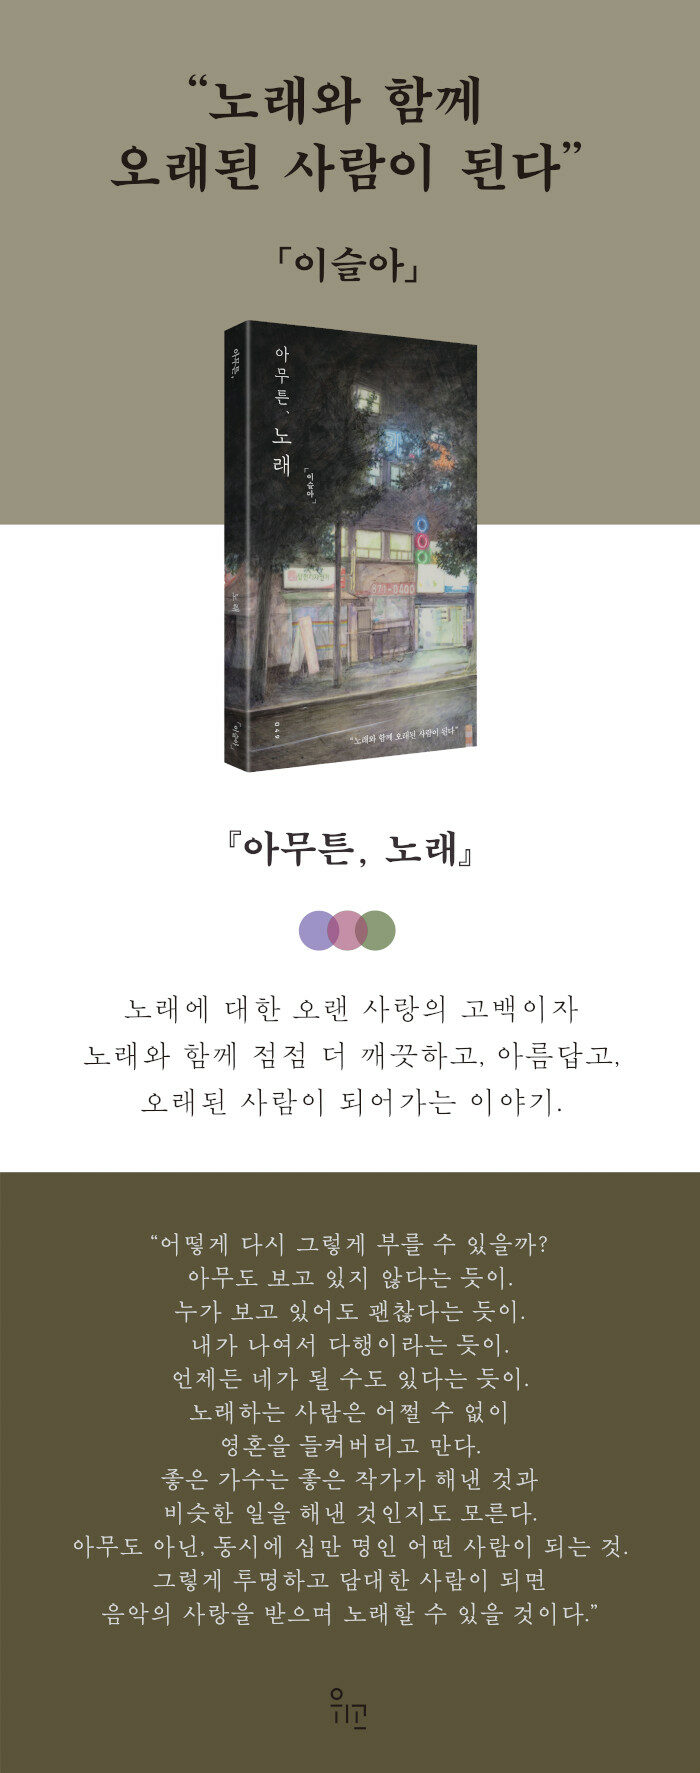 “노래와 함께
오래된 사람이 된다”
「이슬아」
아무튼,
노래
「이슬아」
049
아무튼, 노래
「이슬아」
870-0400
“노래와 함께 오래된 사람이 된다”
『아무튼, 노래』
노래에 대한 오랜 사랑의 고백이자
노래와 함께 점점 더 깨끗하고, 아름답고,
오래된 사람이 되어가는 이야기.
“어떻게 다시 그렇게 부를 수 있을까?
아무도 보고 있지 않다는 듯이.
누가 보고 있어도 괜찮다는 듯이.
내가 나여서 다행이라는 듯이.
언제든 네가 될 수도 있다는 듯이.
노래하는 사람은 어쩔 수 없이
영혼을 들켜버리고 만다.
좋은 가수는 좋은 작가가 해낸 것과
비슷한 일을 해낸 것인지도 모른다.
아무도 아닌, 동시에 십만 명인 어떤 사람이 되는 것.
그렇게 투명하고 담대한 사람이 되면
음악의 사랑을 받으며 노래할 수 있을 것이다.”
위고